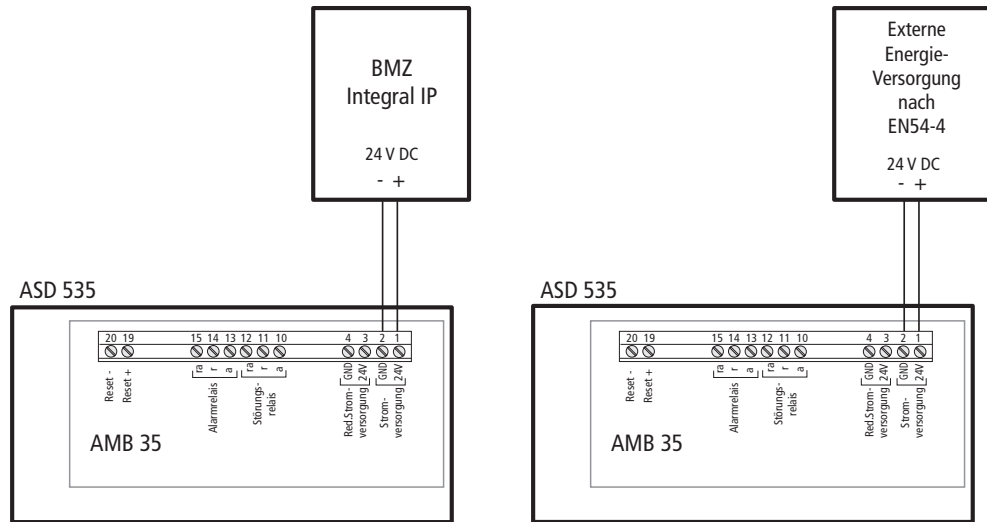 BMZ
Integral IP
24 V DC
- +
ASD 535
20 19 15 14 13 12 11 10 4 3 2 1
ra r a ra r a GND 24V GND 24V
Reset -
Reset +
Alarmrelais
Störungs-
relais
Red.Strom-
versorgung
Strom-
versorgung
AMB 35
Externe
Energie-
Versorgung
nach
EN54-4
24 V DC
- +
ASD 535
20 19 15 14 13 12 11 10 4 3 2 1
ra r a ra r a GND 24V GND 24V
Reset -
Reset +
Alarmrelais
Störungs-
relais
Red.Strom-
versorgung
Strom-
versorgung
AMB 35